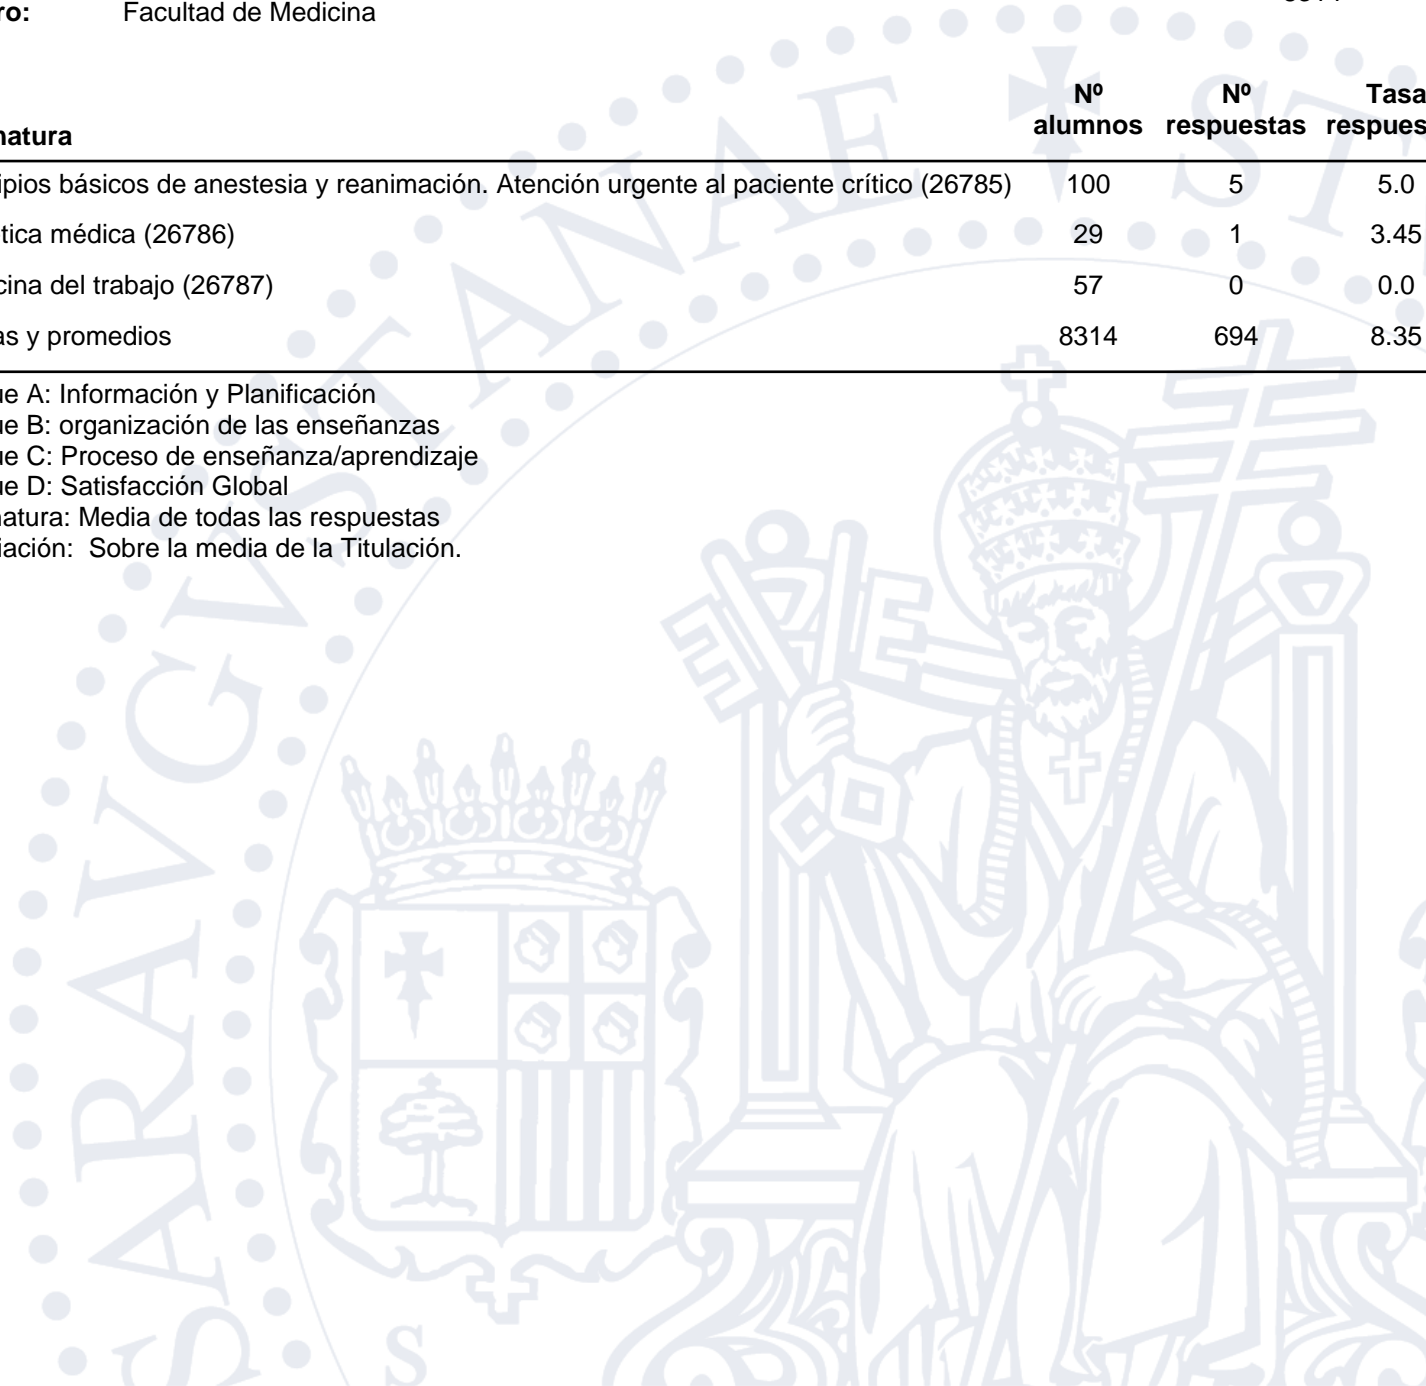 ro: Facultad de Medicina
Nº Nº Tasa
natura alumnos respuestas respues
ipios básicos de anestesia y reanimación. Atención urgente al paciente crítico (26785) 100 5 5.0
tica médica (26786) 29 1 3.45
cina del trabajo (26787) 57 0 0.0
as y promedios 8314 694 8.35
ue A: Información y Planificación
ue B: organización de las enseñanzas
ue C: Proceso de enseñanza/aprendizaje
ue D: Satisfacción Global
natura: Media de todas las respuestas
iación: Sobre la media de la Titulación.
SARAVGVSTANAE ST
S